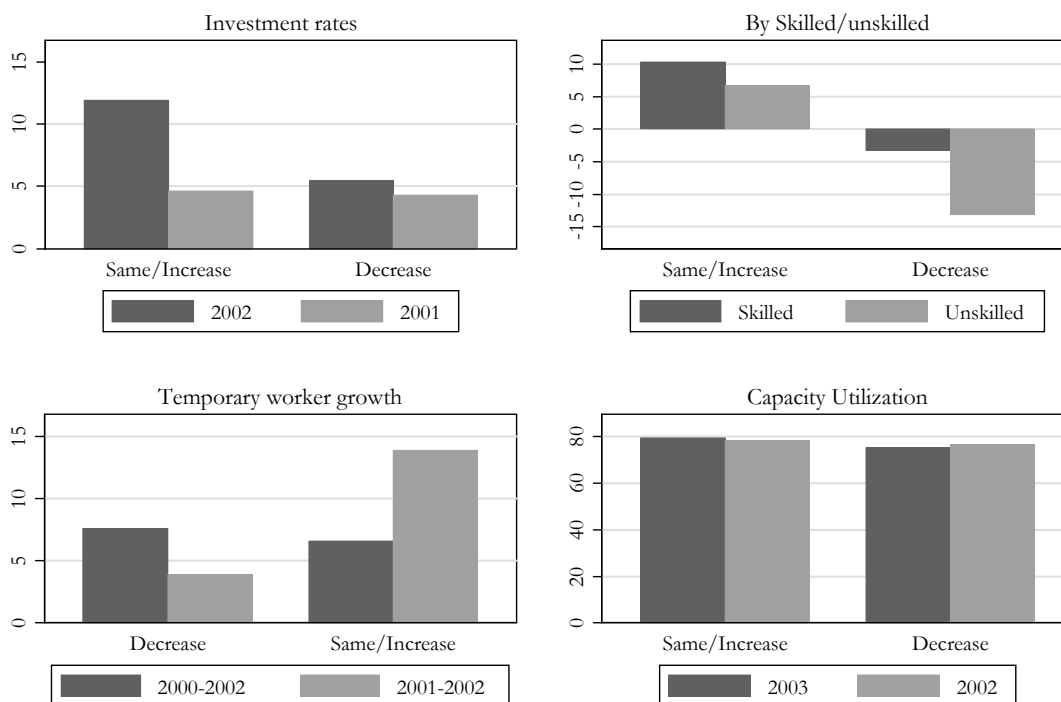 Investment rates
15
10
5
0
Same/Increase Decrease
2002 2001
By Skilled/unskilled
10
5
0
-5
-10
-15
Same/Increase Decrease
Skilled Unskilled
Temporary worker growth
15
10
5
0
Decrease Same/Increase
2000-2002 2001-2002
Capacity Utilization
80
60
40
20
0
Same/Increase Decrease
2003 2002